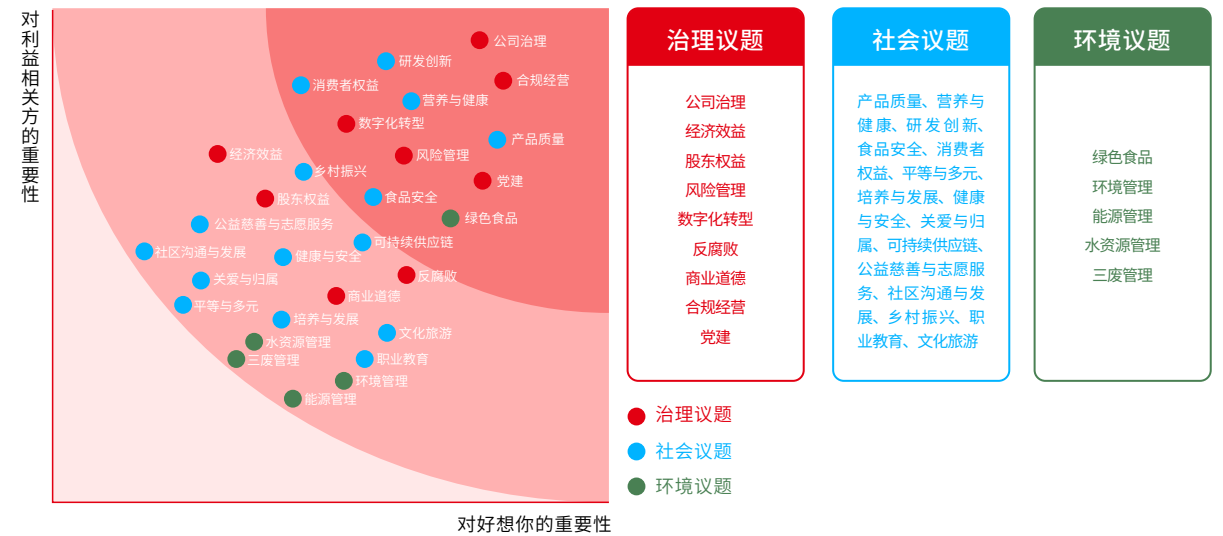 对利益相关方的重要性
公司治理
研发创新
合规经营
消费者权益
营养与健康
数字化转型
产品质量
经济效益
风险管理
乡村振兴
党建
股东权益
食品安全
绿色食品
公益慈善与志愿服务
可持续供应链
社区沟通与发展
健康与安全
关爱与归属
反腐败
商业道德
平等与多元
培养与发展
文化旅游
水资源管理
三废管理
职业教育
环境管理
能源管理
对好想你的重要性
治理议题
公司治理
经济效益
股东权益
风险管理
数字化转型
反腐败
商业道德
合规经营
党建
社会议题
产品质量、营养与
健康、研发创新、
食品安全、消费者
权益、平等与多元、
培养与发展、健康
与安全、关爱与归
属、可持续供应链、
公益慈善与志愿服
务、社区沟通与发
展、乡村振兴、职
业教育、文化旅游
环境议题
绿色食品
环境管理
能源管理
水资源管理
三废管理
治理议题
社会议题
环境议题